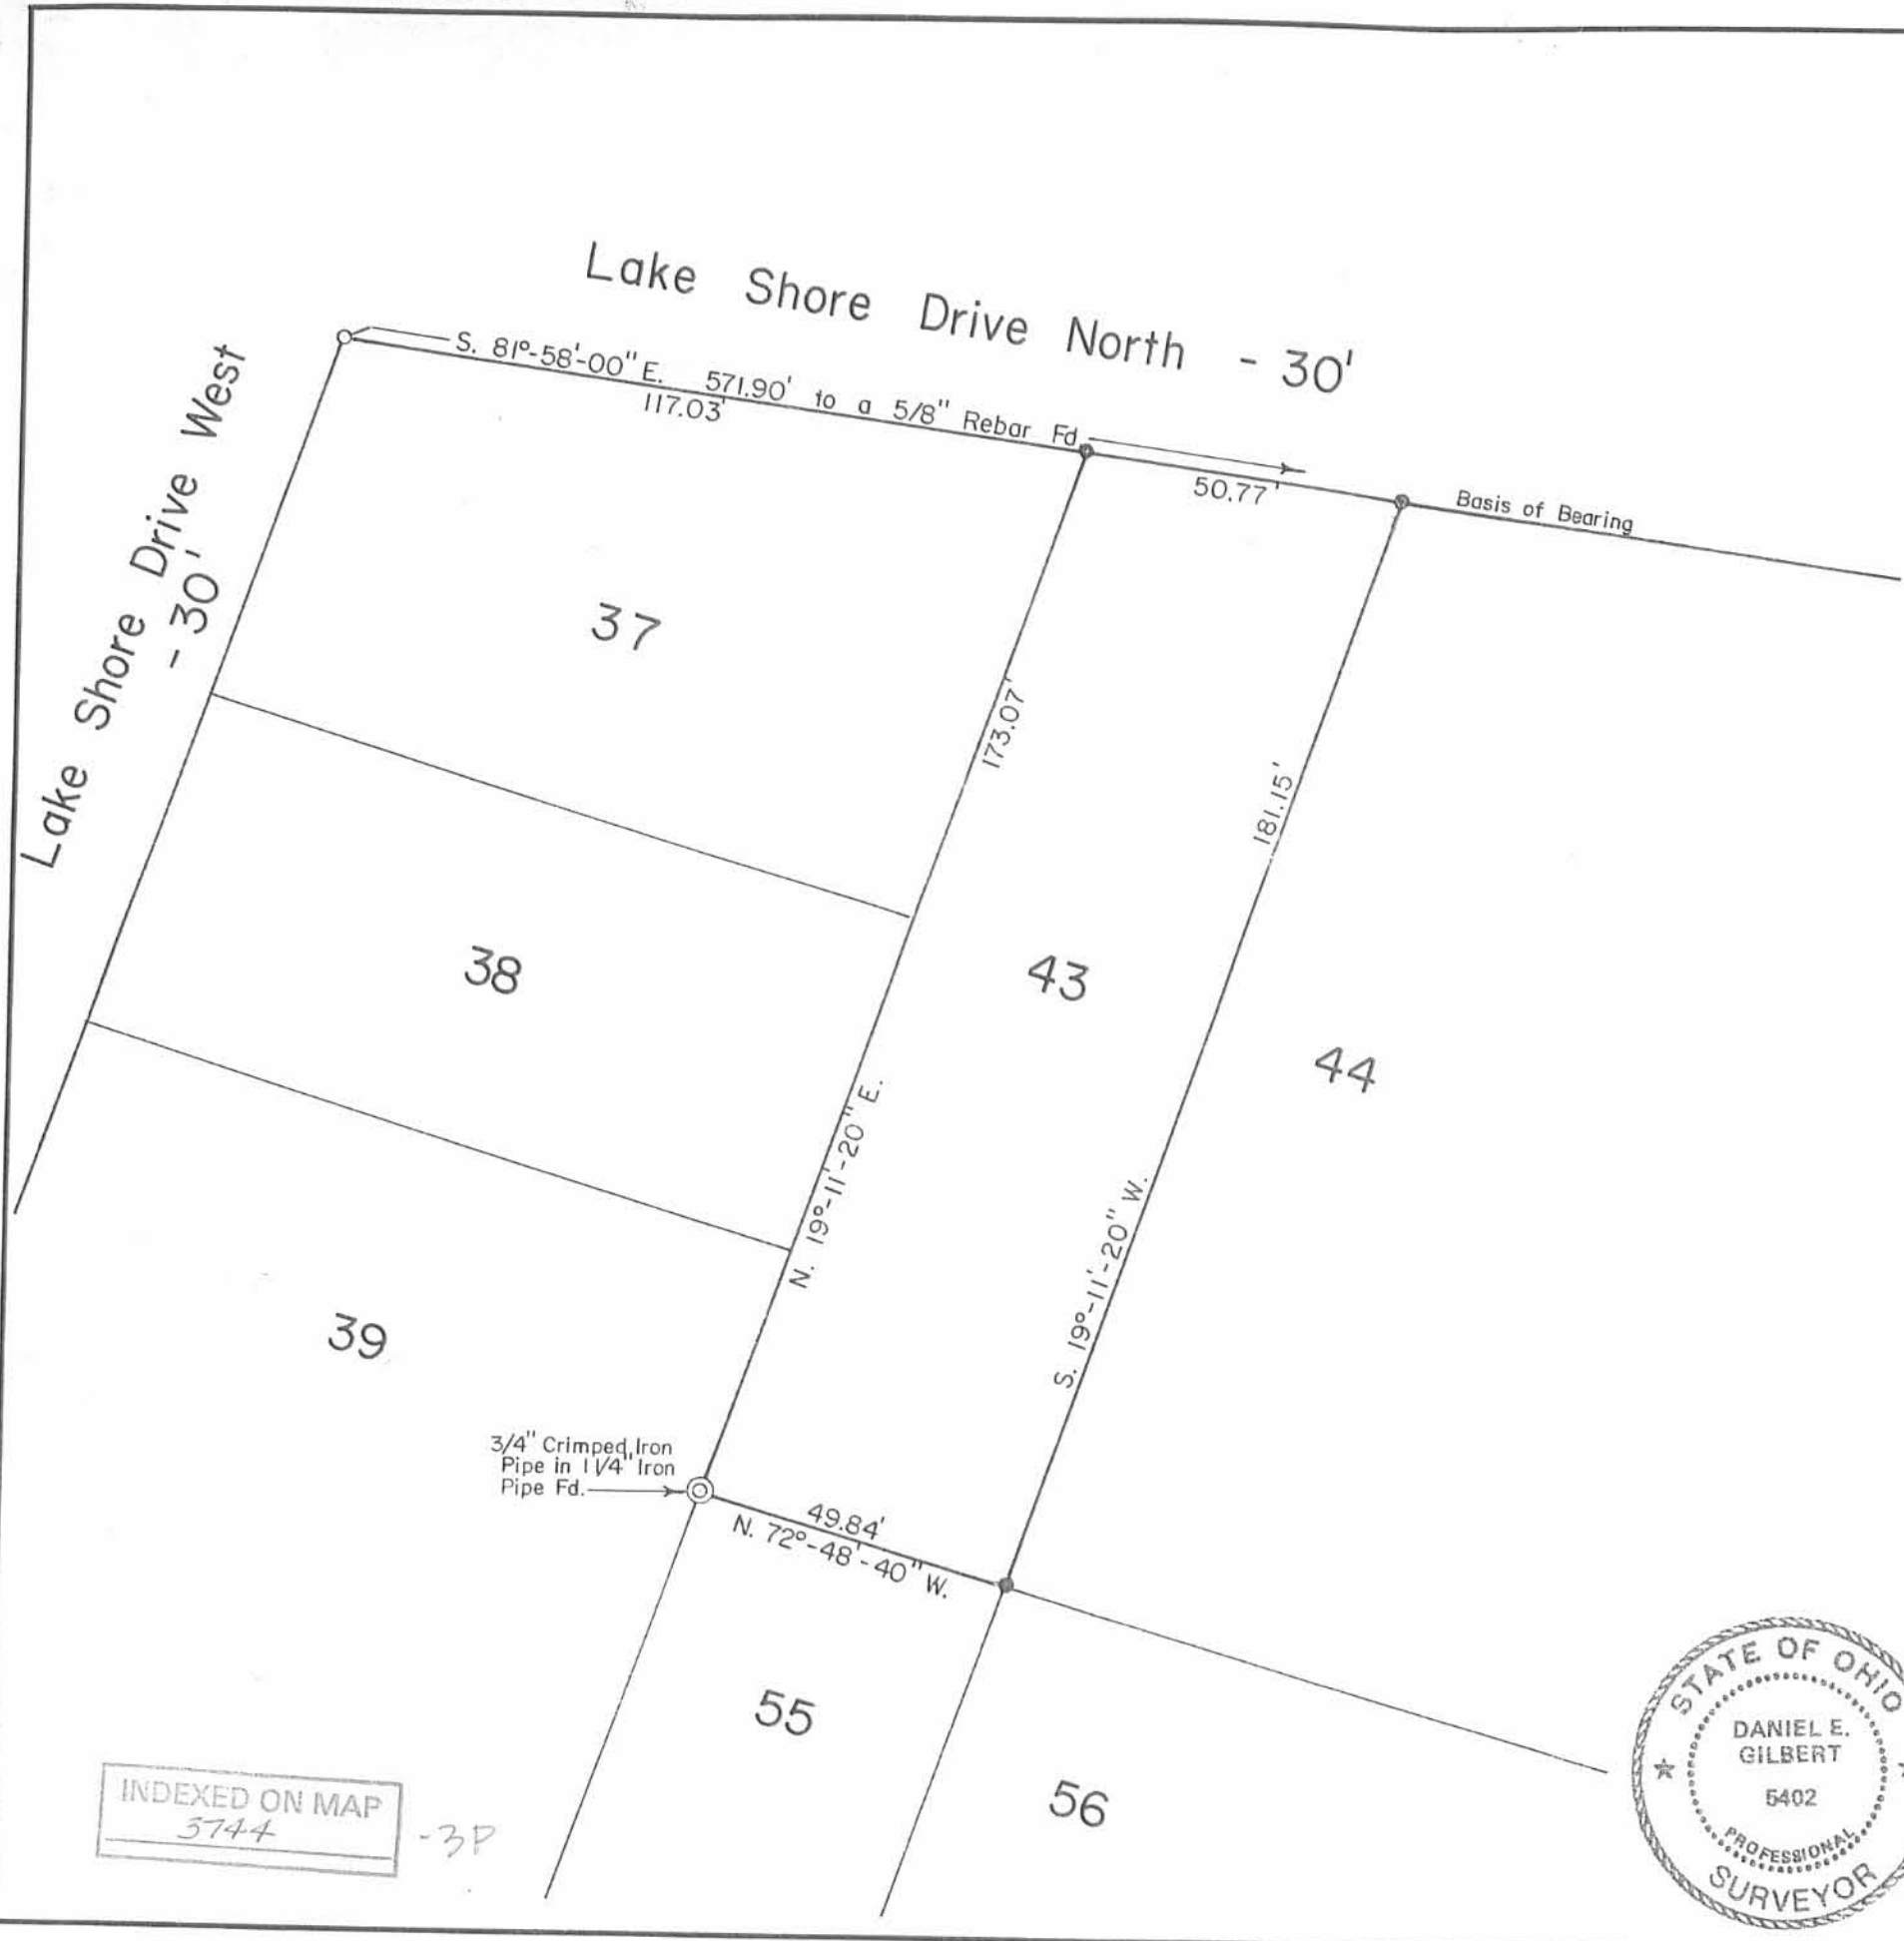 Lake Shore Drive North - 30'
S. 81°-58'-00" E. 571.90' to a 5/8" Rebar Fd.
117.03'
50.77'
Basis of Bearing
Lake Shore Drive West
- 30'
37
173.07'
181.15'
38
43
44
N. 19°-11'-20" E.
S. 19°-11'-20" W.
39
3/4" Crimped Iron
Pipe in 1 1/4" Iron
Pipe Fd.
49.84'
N. 72°-48'-40" W.
55
56
INDEXED ON MAP
3744
-3P
STATE OF OHIO
DANIEL E.
GILBERT
5402
PROFESSIONAL
SURVEYOR